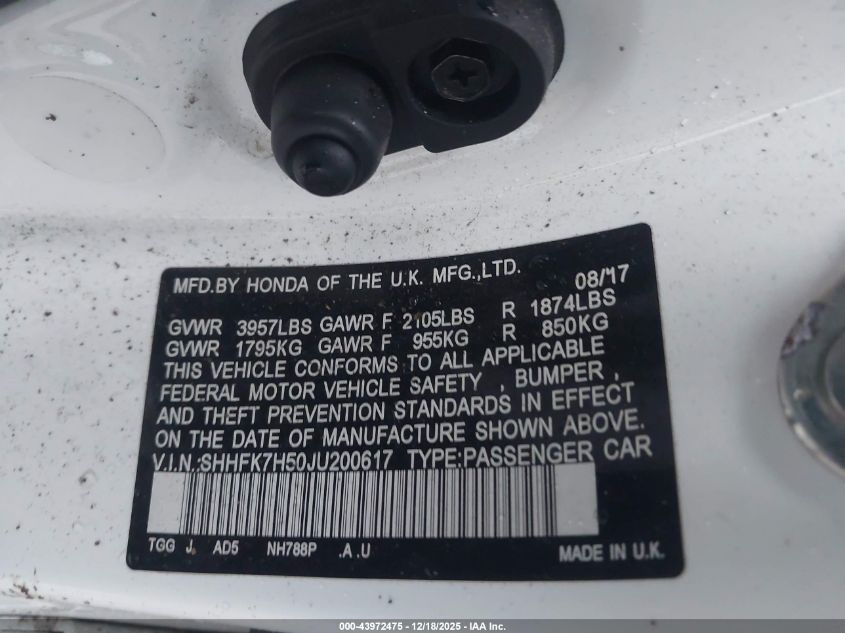 MFD.BY HONDA OF THE U.K. MFG.,LTD. 08/17
GVWR 3957LBS GAWR F 2105LBS R 1874LBS
GVWR 1795KG GAWR F 955KG R 850KG
THIS VEHICLE CONFORMS TO ALL APPLICABLE
FEDERAL MOTOR VEHICLE SAFETY , BUMPER ,
AND THEFT PREVENTION STANDARDS IN EFFECT
ON THE DATE OF MANUFACTURE SHOWN ABOVE.
V.I.N.:SHHFK7H50JU200617 TYPE:PASSENGER CAR
TGG J. AD5 NH788P .A .U MADE IN U.K.
000-43972475 | 12/18/2025 | IAA Inc.